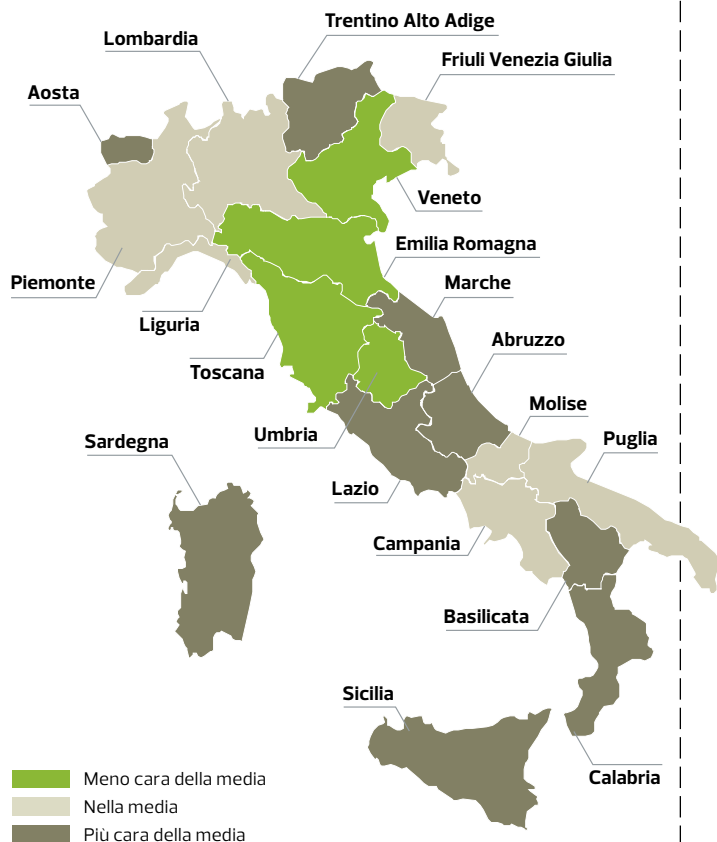 Trentino Alto Adige
Lombardia
Friuli Venezia Giulia
Aosta
Veneto
Emilia Romagna
Piemonte
Marche
Liguria
Abruzzo
Toscana
Molise
Umbria
Puglia
Sardegna
Lazio
Campania
Basilicata
Sicilia
Calabria
Meno cara della media
Nella media
Più cara della media